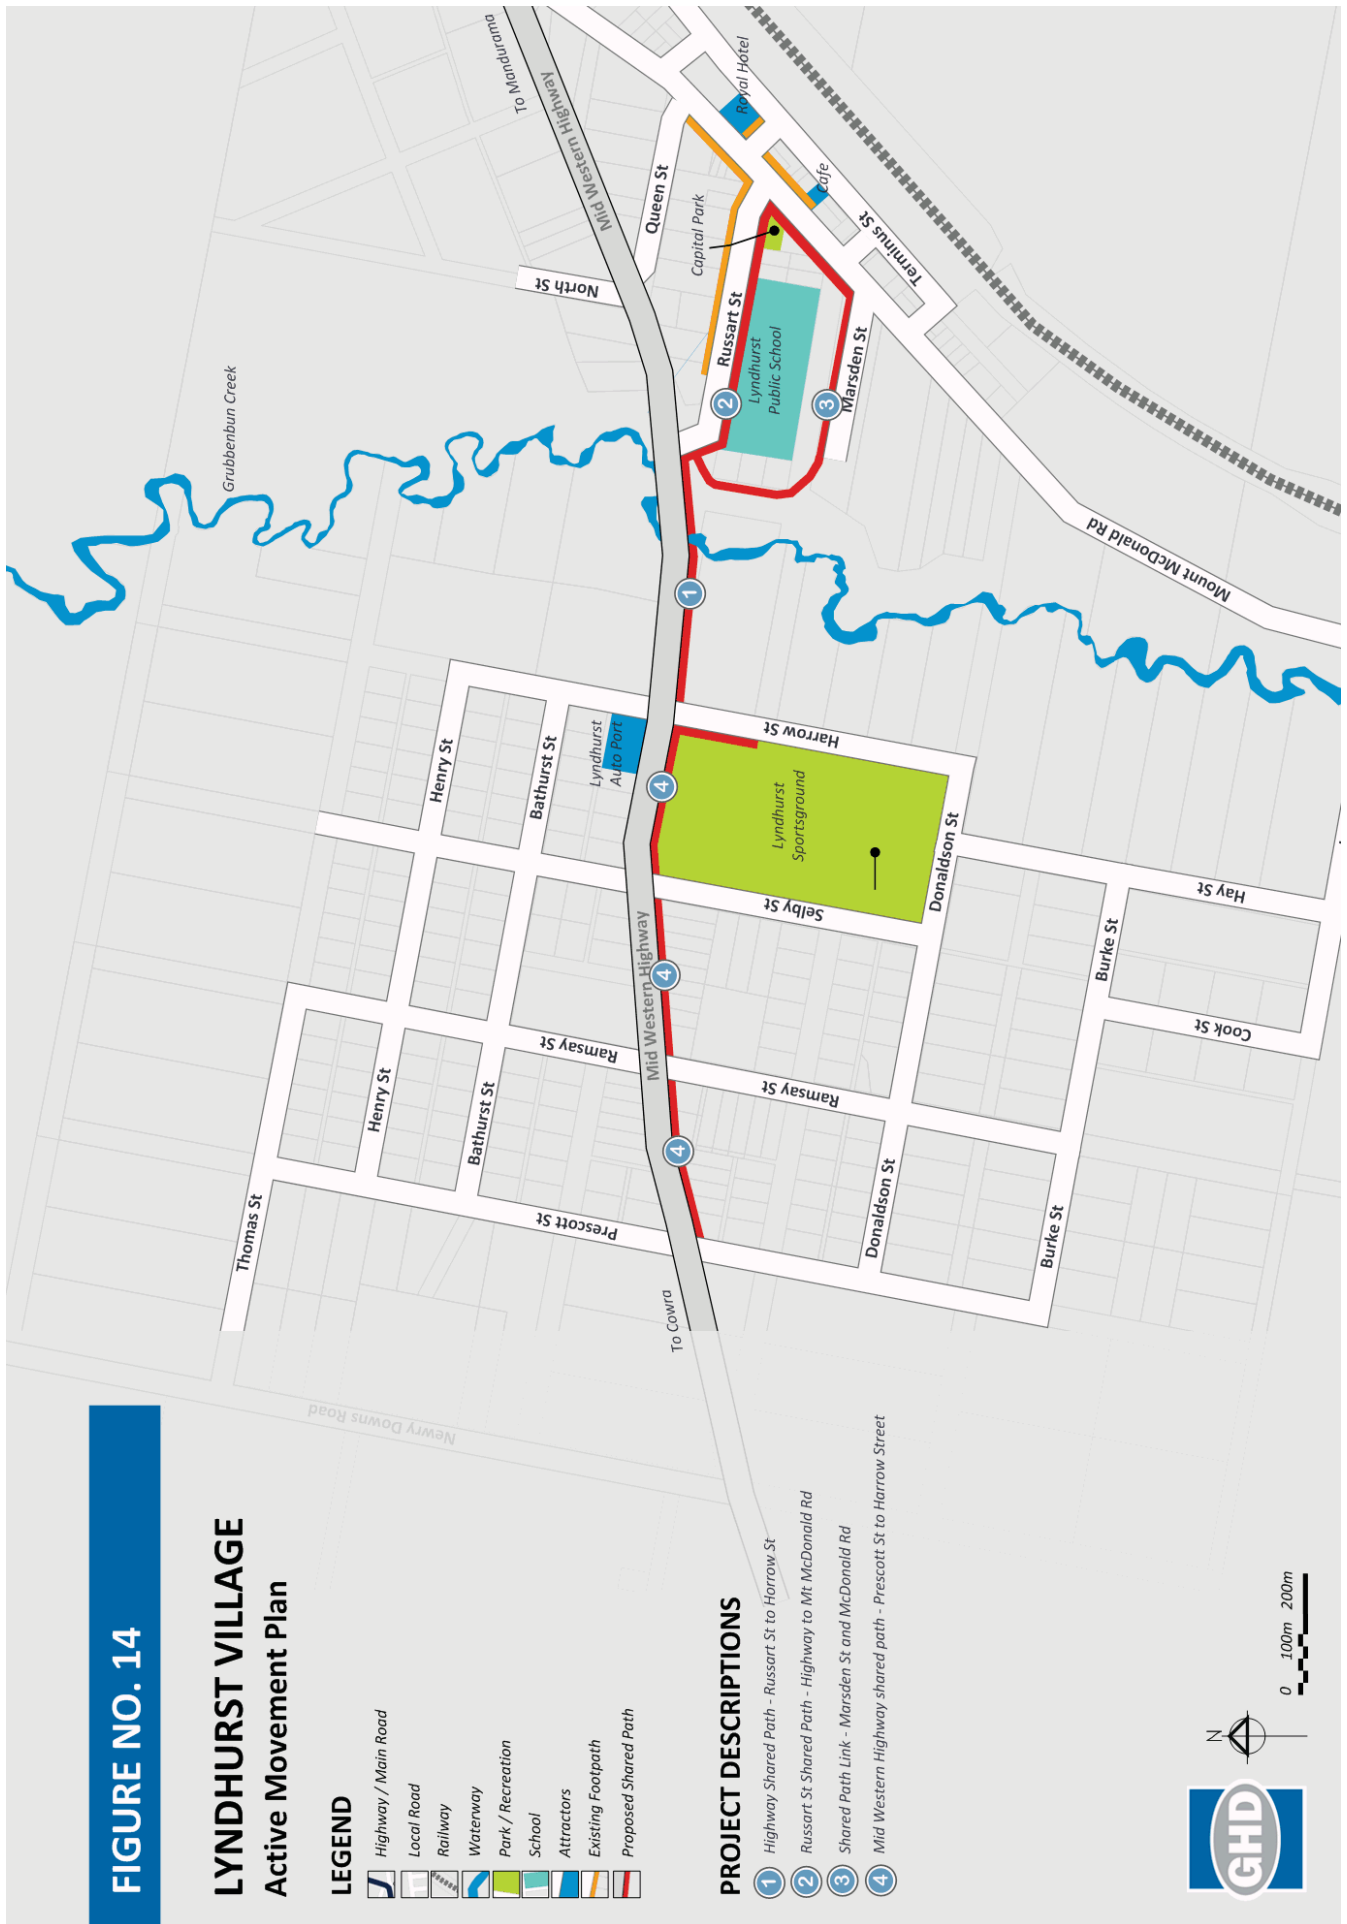 FIGURE NO. 14
LYNDHURST VILLAGE
Active Movement Plan
LEGEND
Highway / Main Road
Local Road
Railway
Waterway
Park / Recreation
School
Attractors
Existing Footpath
Proposed Shared Path
PROJECT DESCRIPTIONS
1 Highway Shared Path - Russart St to Horrow St
2 Russart St Shared Path - Highway to Mt McDonald Rd
3 Shared Path Link - Marsden St and McDonald Rd
4 Mid Western Highway shared path - Prescott St to Harrow Street
GHD
N
0 100m 200m
Newry Downs Road
To Cowra
Thomas St
Prescott St
Henry St
Bathurst St
Ramsay St
Henry St
Bathurst St
Mid Western Highway
Ramsay St
Donaldson St
Burke St
Burke St
Cook St
Hay St
Donaldson St
Selby St
Harrow St
Lyndhurst
Sportsground
Lyndhurst
Auto Port
4
4
4
1
2
3
Grubbenbun Creek
North St
Queen St
Mid Western Highway
To Mandurama
Russart St
Capital Park
Lyndhurst
Public School
Marsden St
Mount McDonald Rd
Terminus St
Cafe
Royal Hotel